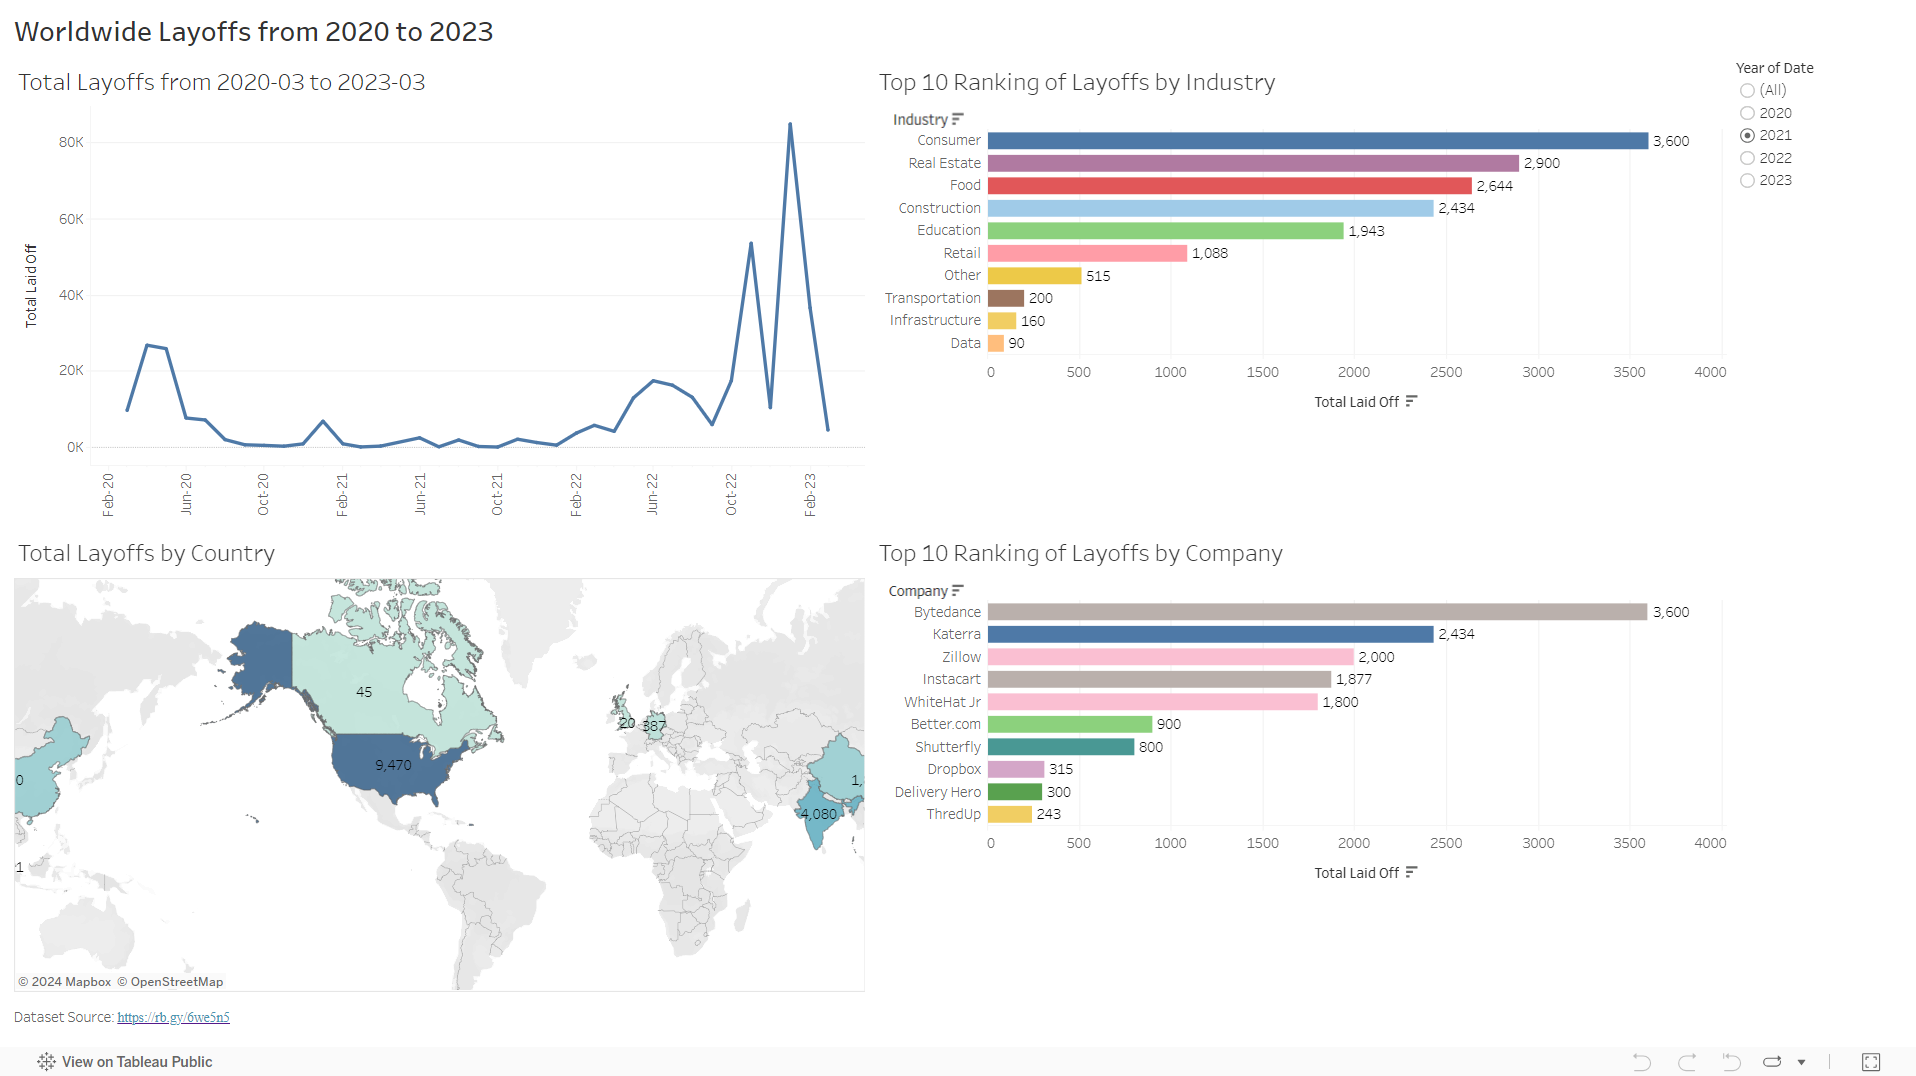 Worldwide Layoffs from 2020 to 2023
Total Layoffs from 2020-03 to 2023-03
Total Laid Off
80K
60K
40K
20K
0K
Feb-20
Jun-20
Oct-20
Feb-21
Jun-21
Oct-21
Feb-22
Jun-22
Oct-22
Feb-23
Top 10 Ranking of Layoffs by Industry
Industry
Consumer 3,600
Real Estate 2,900
Food 2,644
Construction 2,434
Education 1,943
Retail 1,088
Other 515
Transportation 200
Infrastructure 160
Data 90
0 500 1000 1500 2000 2500 3000 3500 4000
Total Laid Off
Year of Date
(All)
2020
2021
2022
2023
Total Layoffs by Country
45
20 387
9,470
0
1,
4,080
1
© 2024 Mapbox © OpenStreetMap
Top 10 Ranking of Layoffs by Company
Company
Bytedance 3,600
Katerra 2,434
Zillow 2,000
Instacart 1,877
WhiteHat Jr 1,800
Better.com 900
Shutterfly 800
Dropbox 315
Delivery Hero 300
ThredUp 243
0 500 1000 1500 2000 2500 3000 3500 4000
Total Laid Off
Dataset Source: https://rb.gy/6we5n5
View on Tableau Public